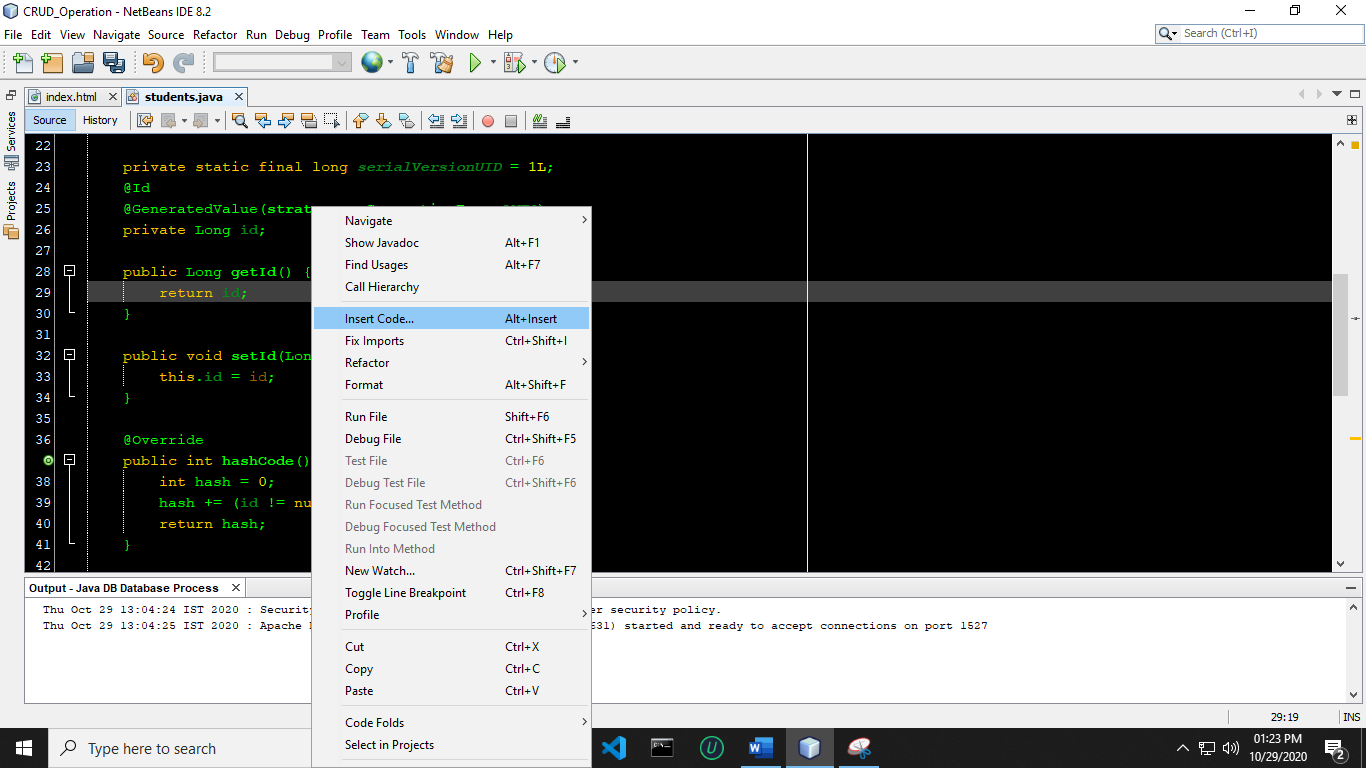 CRUD_Operation - NetBeans IDE 8.2
File Edit View Navigate Source Refactor Run Debug Profile Team Tools Window Help
Search (Ctrl+I)
index.html
students.java
Services
Projects
Source History
22
23 private static final long serialVersionUID = 1L;
24 @Id
25 @GeneratedValue(strat
26 private Long id;
27
28 public Long getId() {
29 return id;
30 }
31
32 public void setId(Lon
33 this.id = id;
34 }
35
36 @Override
public int hashCode()
38 int hash = 0;
39 hash += (id != nu
40 return hash;
41 }
42
Navigate
Show Javadoc Alt+F1
Find Usages Alt+F7
Call Hierarchy
Insert Code... Alt+Insert
Fix Imports Ctrl+Shift+I
Refactor
Format Alt+Shift+F
Run File Shift+F6
Debug File Ctrl+Shift+F5
Test File Ctrl+F6
Debug Test File Ctrl+Shift+F6
Run Focused Test Method
Debug Focused Test Method
Run Into Method
New Watch... Ctrl+Shift+F7
Toggle Line Breakpoint Ctrl+F8
Profile
Cut Ctrl+X
Copy Ctrl+C
Paste Ctrl+V
Code Folds
Select in Projects
Output - Java DB Database Process
Thu Oct 29 13:04:24 IST 2020 : Security er security policy.
Thu Oct 29 13:04:25 IST 2020 : Apache 631) started and ready to accept connections on port 1527
29:19 INS
Type here to search
01:23 PM
10/29/2020
2